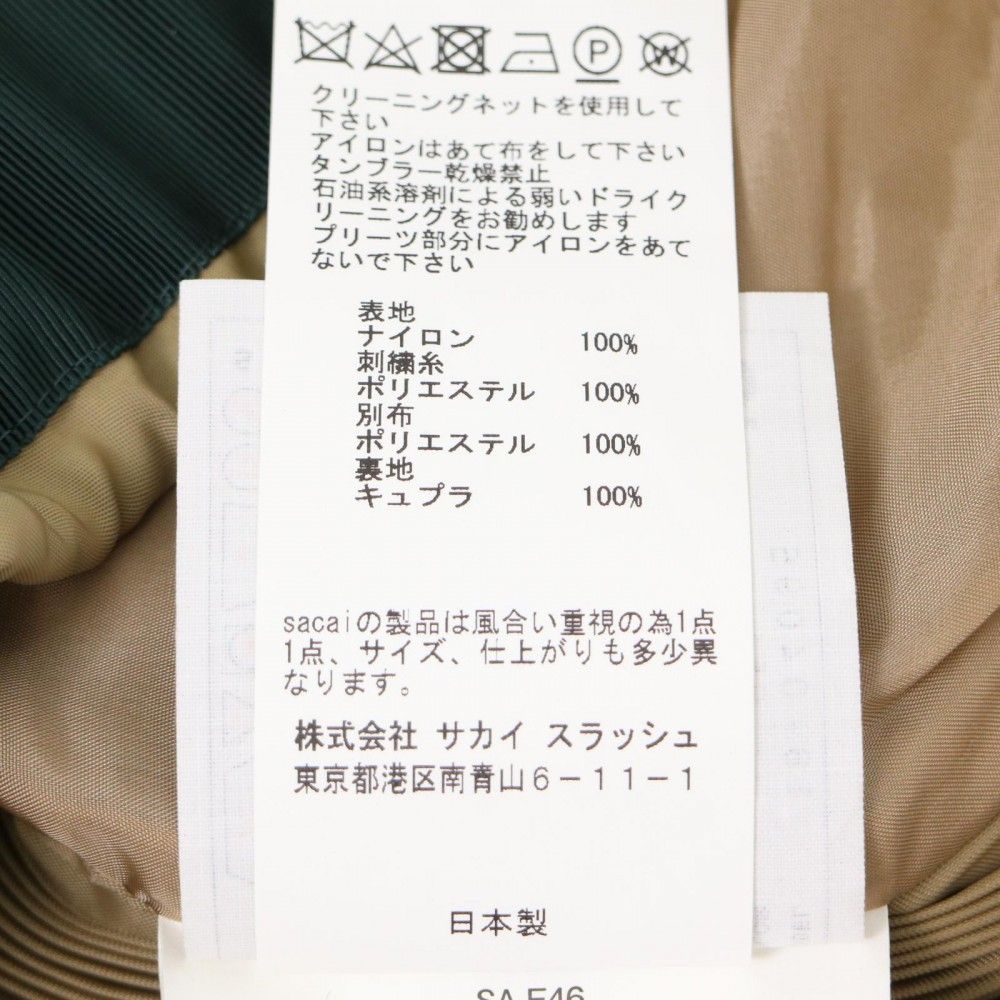 P W
クリーニングネットを使用して
下さい
アイロンはあて布をして下さい
タンブラー乾燥禁止
石油系溶剤による弱いドライク
リーニングをお勧めします
プリーツ部分にアイロンをあて
ないで下さい
表地
ナイロン 100%
刺繍糸
ポリエステル 100%
別布
ポリエステル 100%
裏地
キュプラ 100%
sacaiの製品は風合い重視の為1点
1点、サイズ、仕上がりも多少異
なります。
株式会社 サカイ スラッシュ
東京都港区南青山6－11－1
日本製